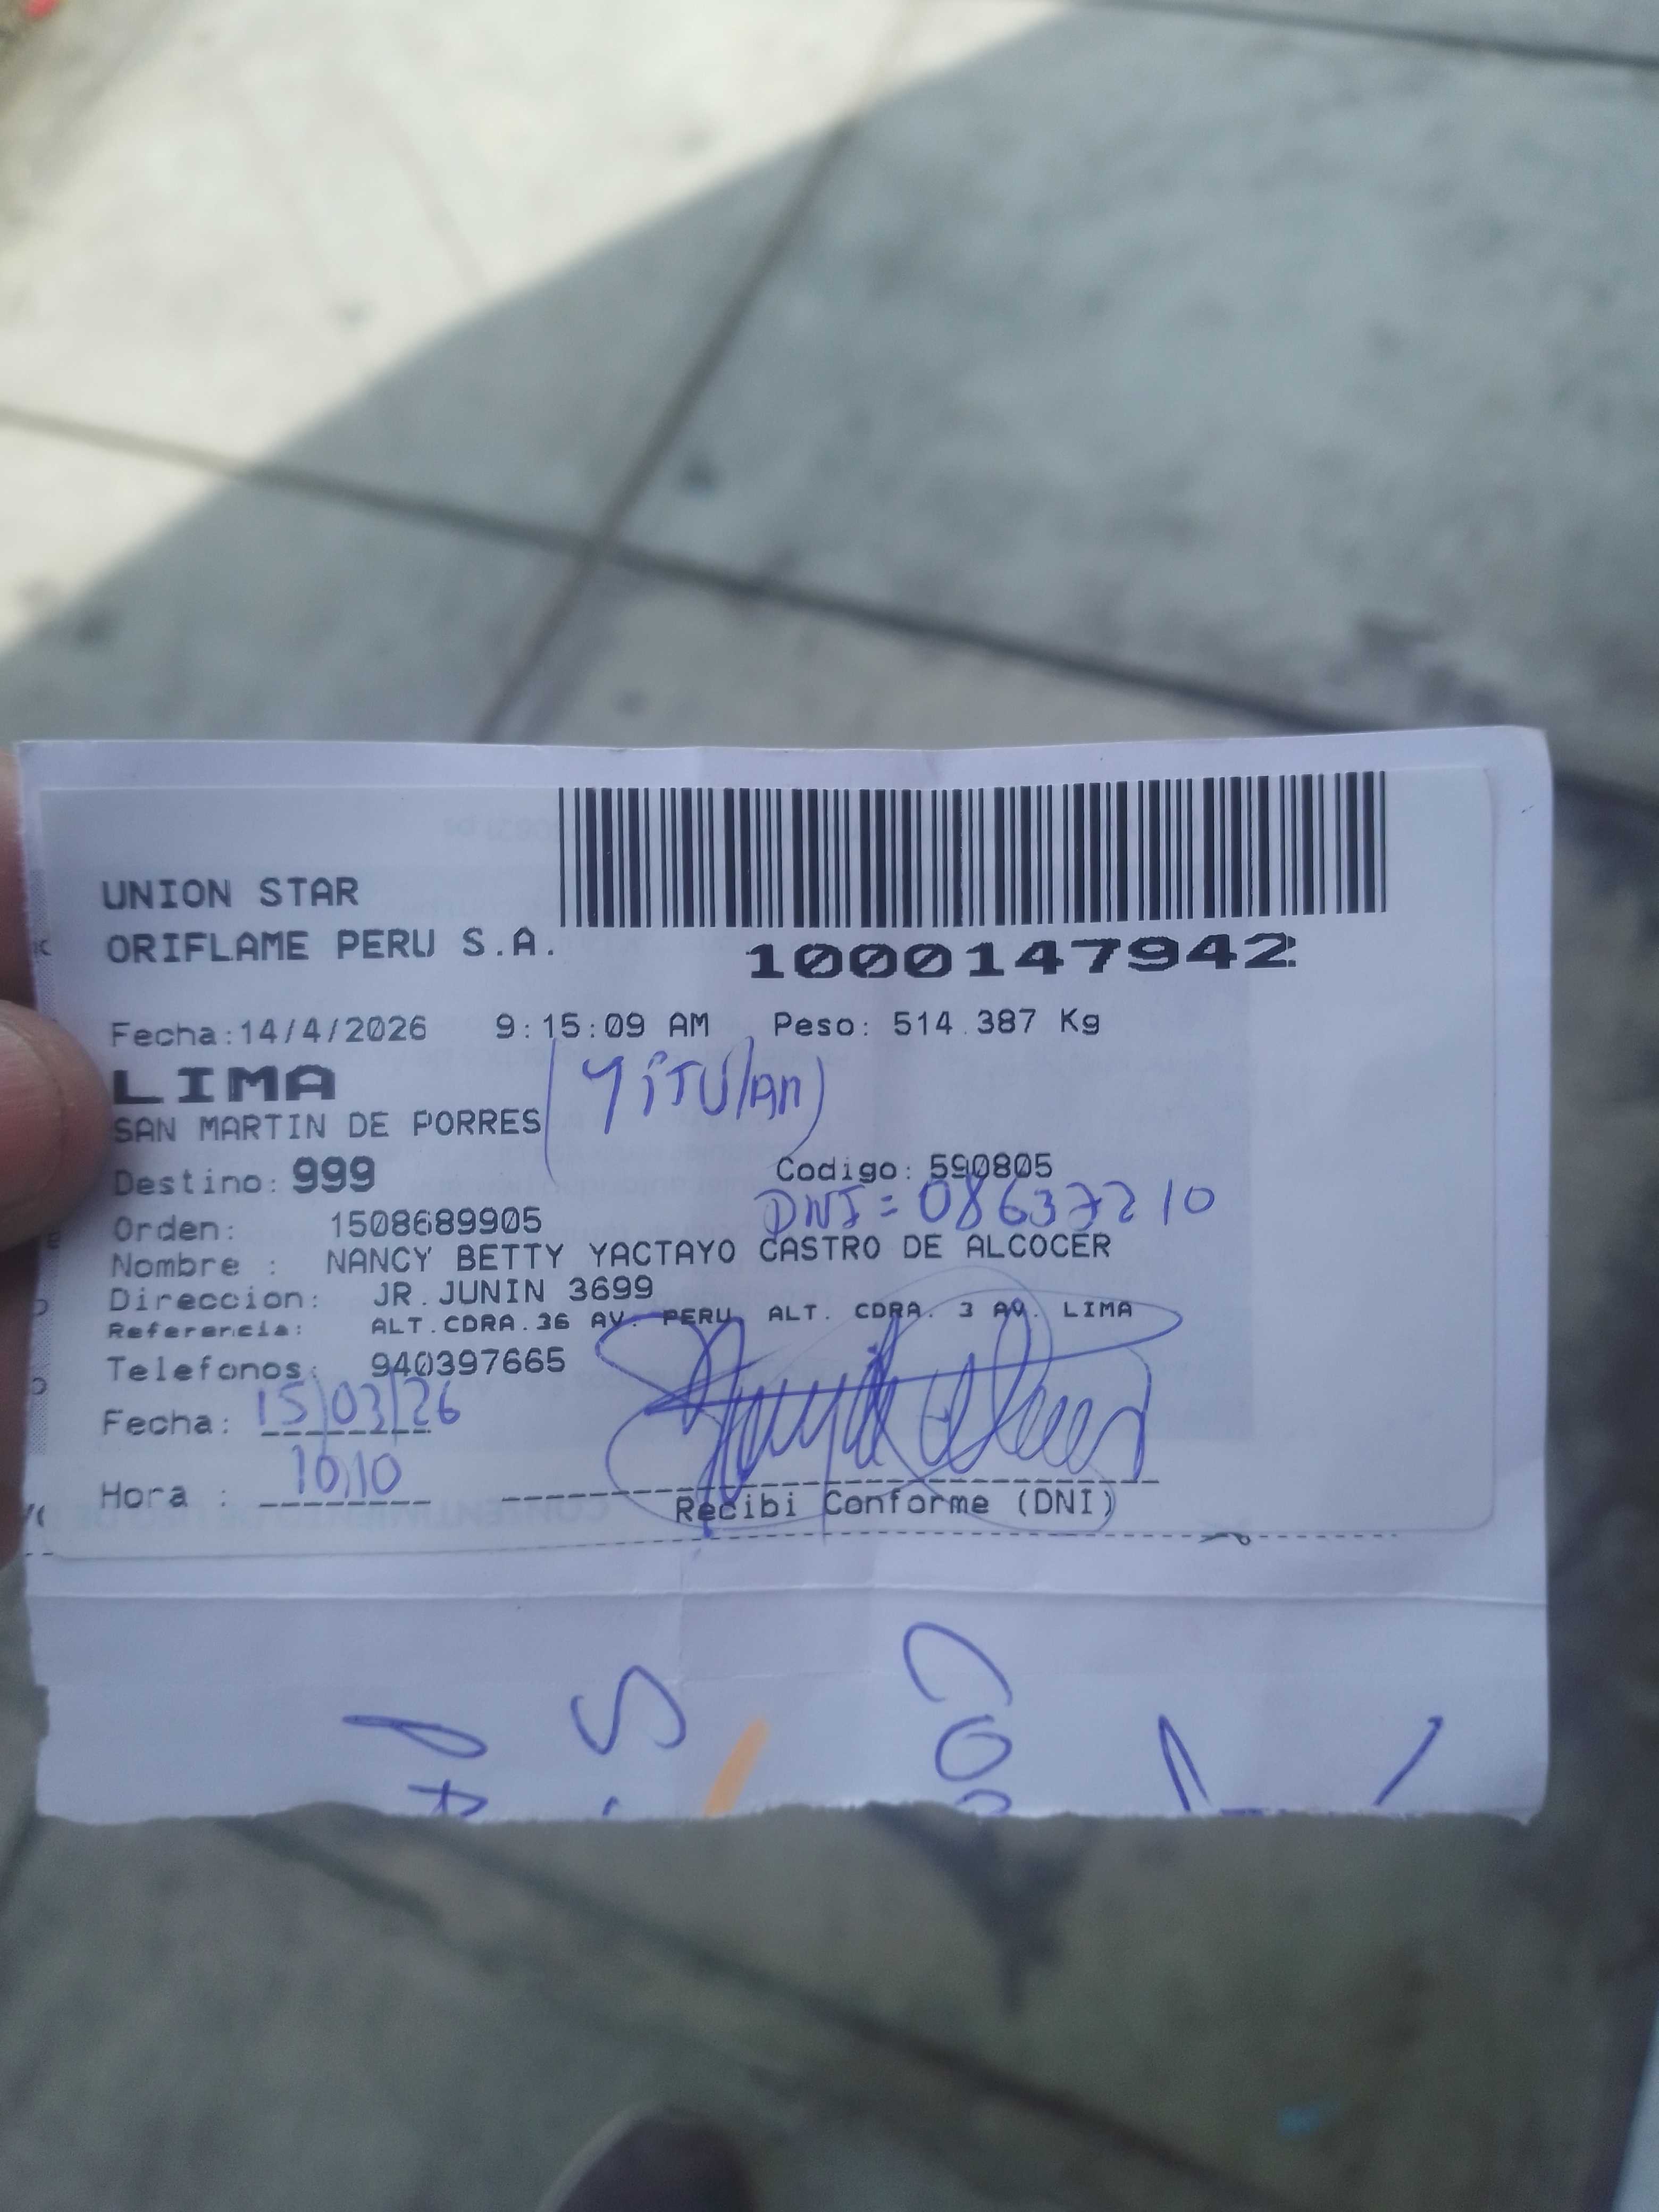 UNION STAR
ORIFLAME PERU S.A.
1000147942
Fecha:14/4/2026 9:15:09 AM Peso: 514.387 Kg
LIMA
SAN MARTIN DE PORRES
Destino: 999 Codigo: 590805
DNI = 08637210
Orden: 1508689905
Nombre : NANCY BETTY YACTAYO CASTRO DE ALCOCER
Direccion: JR.JUNIN 3699
Referencia: ALT.CDRA.36 AV. PERU ALT. CDRA. 3 AV. LIMA
Telefonos: 940397665
Fecha: 15/03/26
Hora : 10:10
Recibi Conforme (DNI)